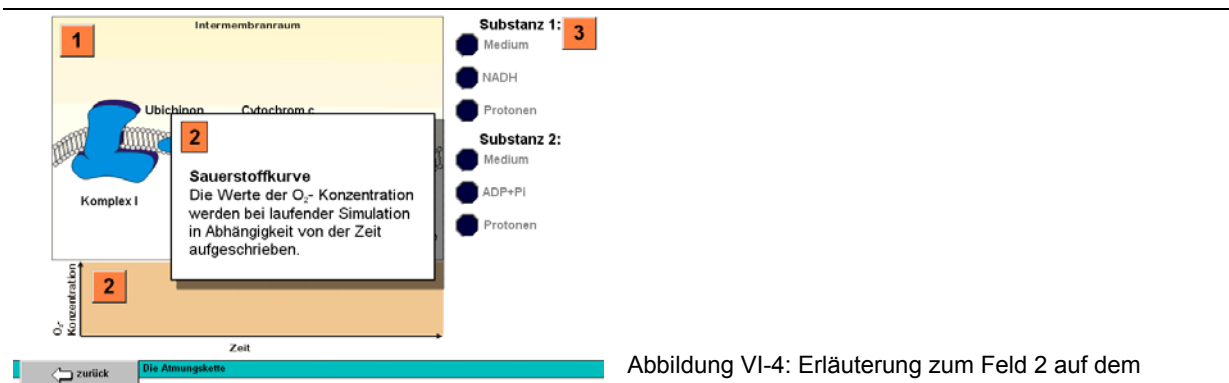 Intermembranraum
1
Substanz 1:
3
Medium
NADH
Protonen
Substanz 2:
Medium
ADP+Pi
Protonen
Ubichinon Cytochrom c
Komplex I
2
Sauerstoffkurve
Die Werte der O₂- Konzentration
werden bei laufender Simulation
in Abhängigkeit von der Zeit
aufgeschrieben.
O₂-
Konzentration
2
Zeit
zurück
Die Atmungskette
Abbildung VI-4: Erläuterung zum Feld 2 auf dem